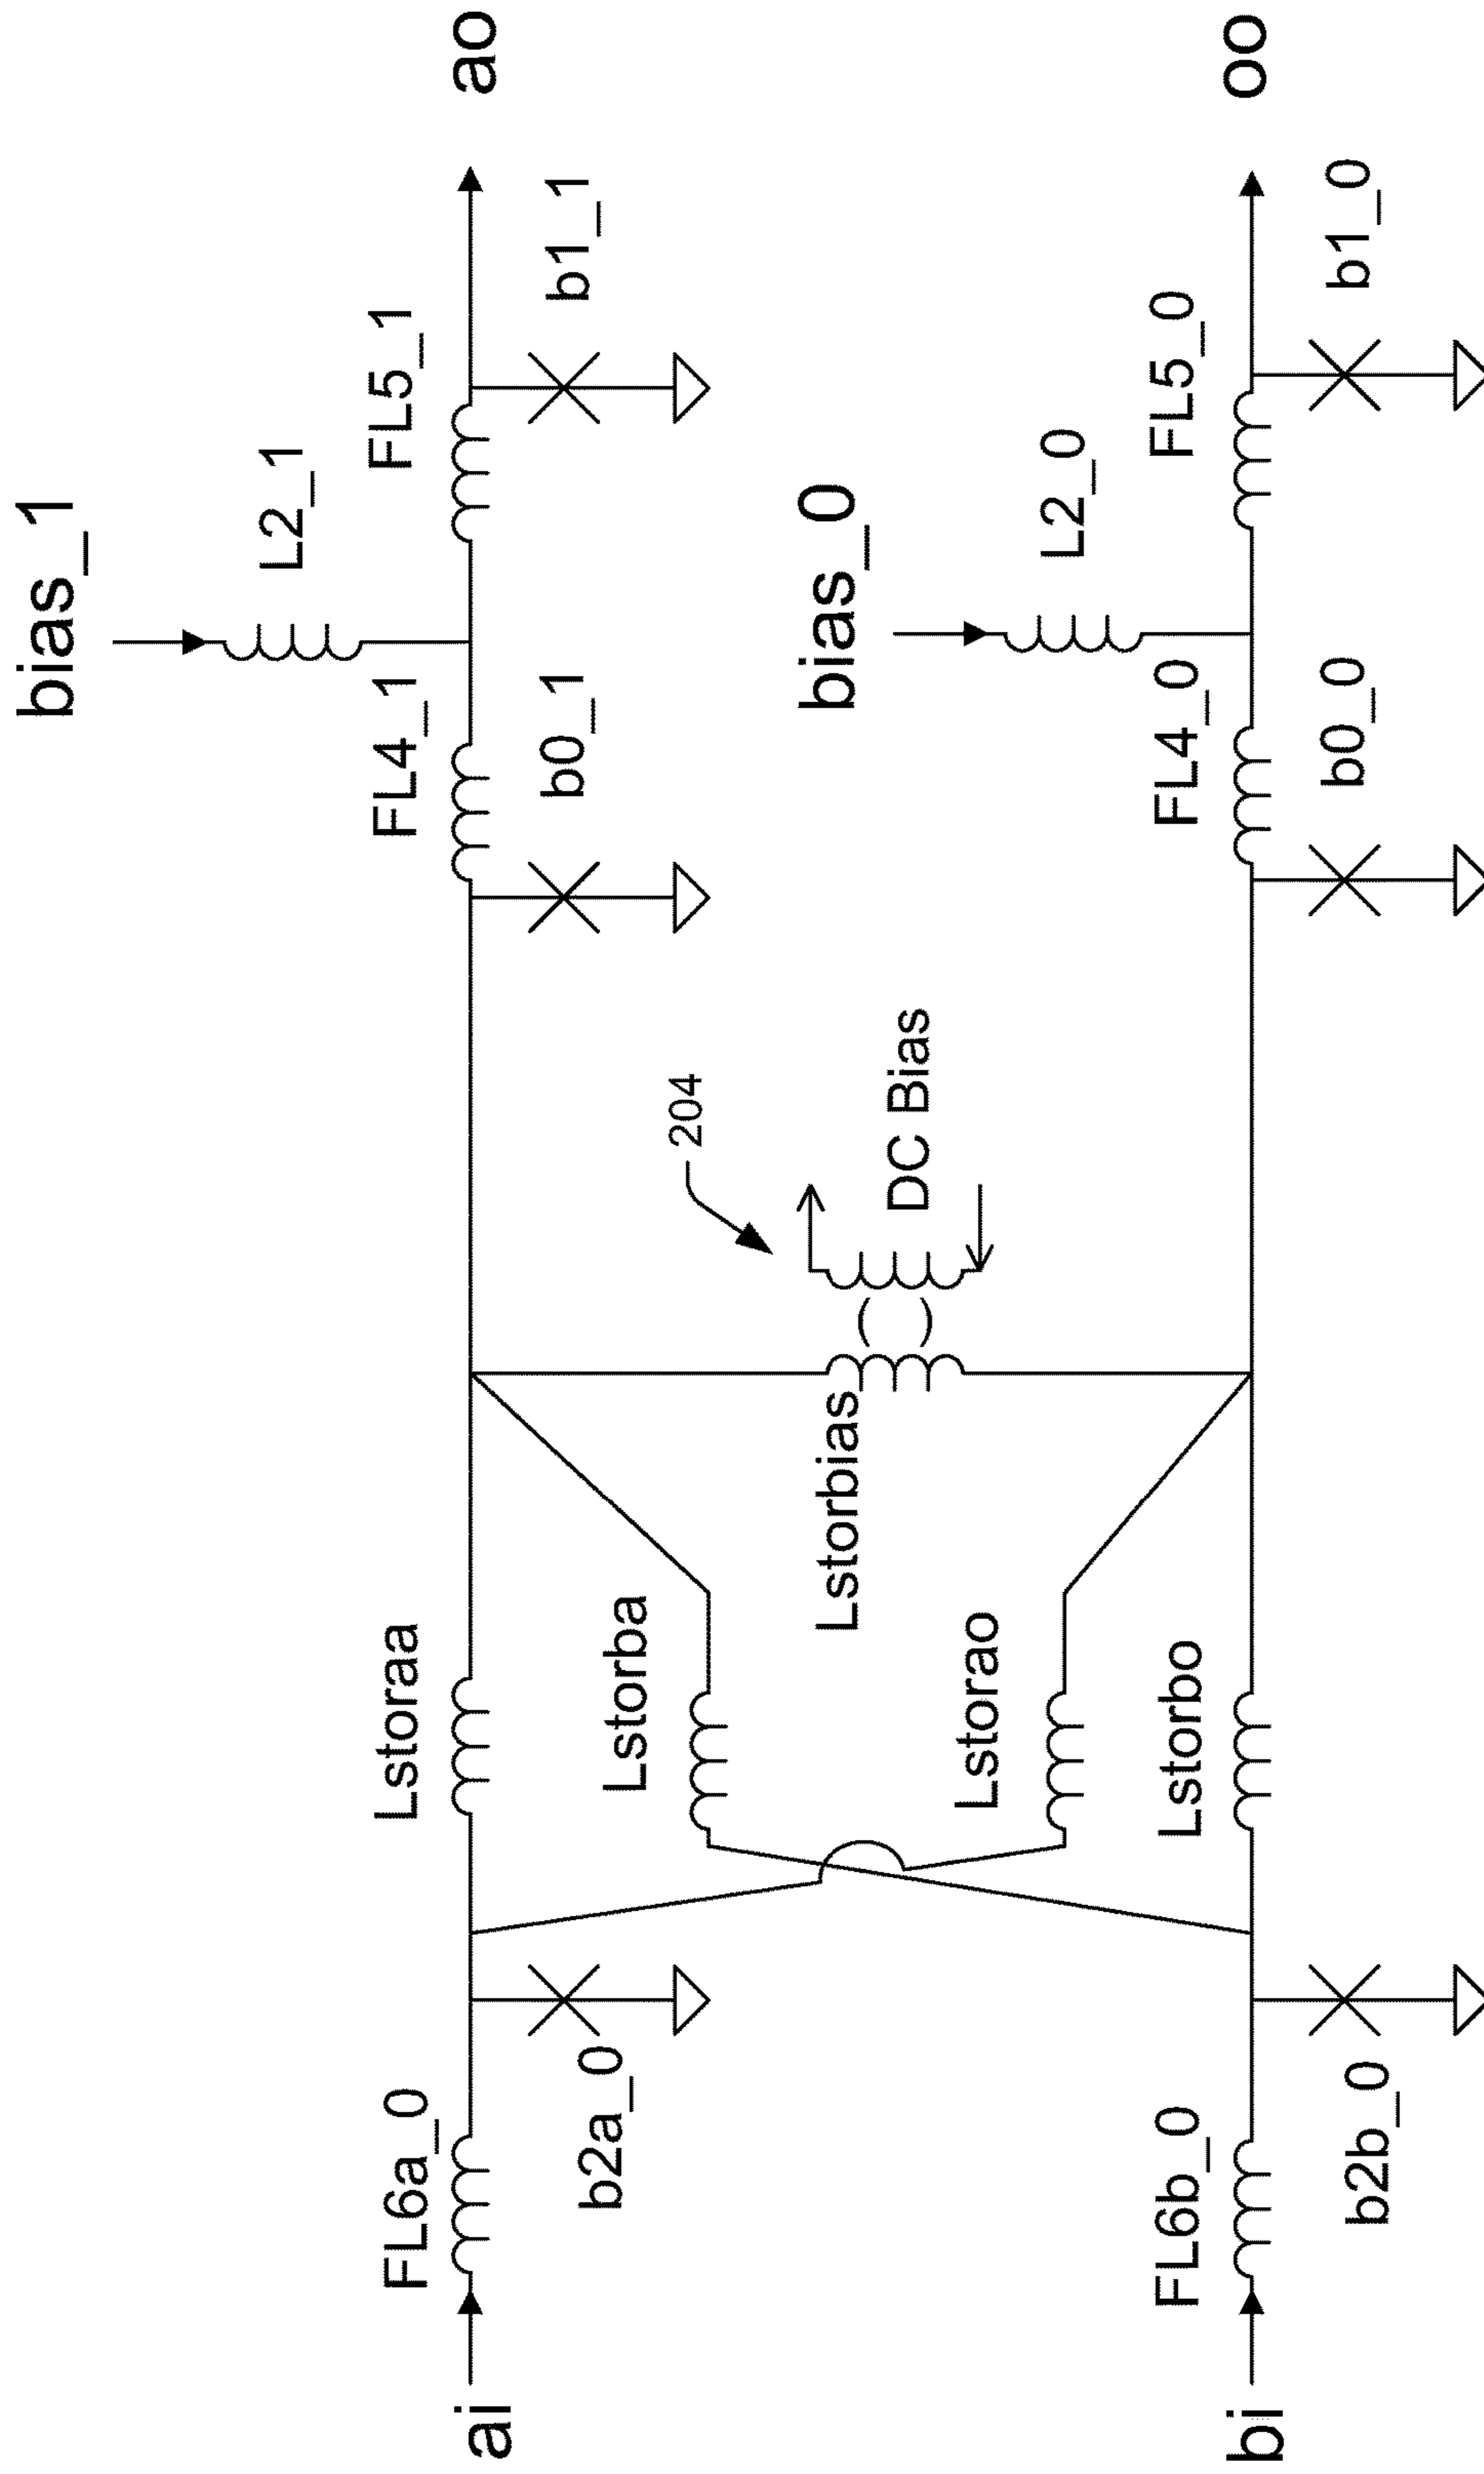 bias_1
L2_1
ai
FL6a_0
b2a_0
Lstoraa
FL4_1
b0_1
FL5_1
b1_1
ao
Lstorba
204
Lstorbias
DC Bias
bias_0
L2_0
Lstorao
bi
FL6b_0
b2b_0
Lstorbo
FL4_0
b0_0
FL5_0
b1_0
oo